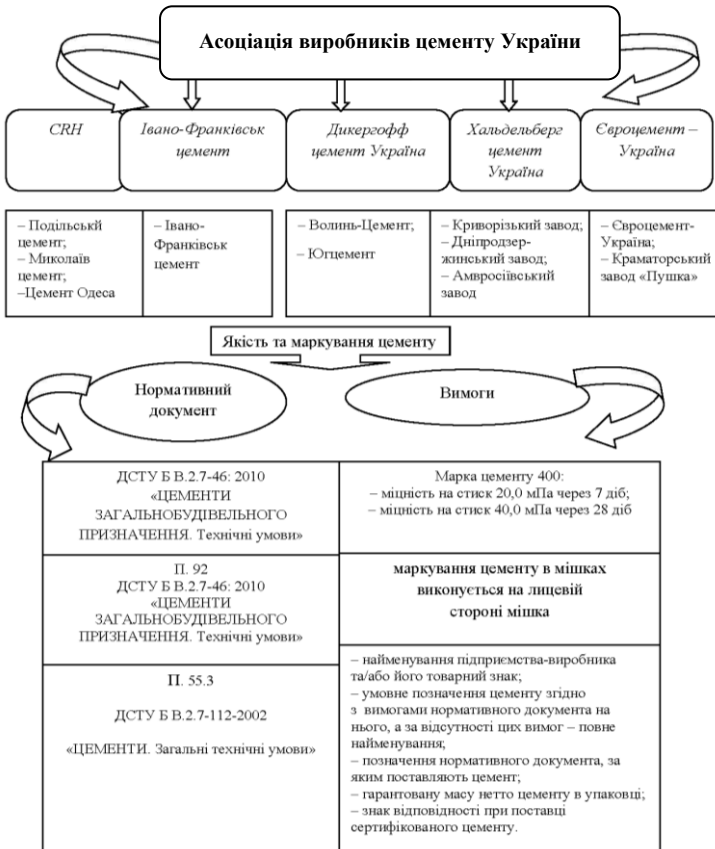 Асоціація виробників цементу України
CRH
Івано-Франківськ
цемент
Дикергофф
цемент Україна
Хальдельберг
цемент
Україна
Євроцемент –
Україна
– Подільськй
цемент;
– Миколаїв
цемент;
–Цемент Одеса
– Івано-
Франківськ
цемент
– Волинь-Цемент;
– Югцемент
– Криворізький завод;
– Дніпродзер-
жинський завод;
– Амвросіївський
завод
– Євроцемент-
Україна;
– Краматорський
завод «Пушка»
Якість та маркування цементу
Нормативний
документ
Вимоги
ДСТУ Б В.2.7-46: 2010
«ЦЕМЕНТИ
ЗАГАЛЬНОБУДІВЕЛЬНОГО
ПРИЗНАЧЕННЯ. Технічні умови»
Марка цементу 400:
– міцність на стиск 20,0 мПа через 7 діб;
– міцність на стиск 40,0 мПа через 28 діб
П. 92
ДСТУ Б В.2.7-46: 2010
«ЦЕМЕНТИ
ЗАГАЛЬНОБУДІВЕЛЬНОГО
ПРИЗНАЧЕННЯ. Технічні умови»
маркування цементу в мішках
виконується на лицевій
стороні мішка
П. 55.3
ДСТУ Б В.2.7-112-2002
«ЦЕМЕНТИ. Загальні технічні умови»
– найменування підприємства-виробника
та/або його товарний знак;
– умовне позначення цементу згідно
з вимогами нормативного документа на
нього, а за відсутності цих вимог – повне
найменування;
– позначення нормативного документа, за
яким поставляють цемент;
– гарантовану масу нетто цементу в упаковці;
– знак відповідності при поставці
сертифікованого цементу.